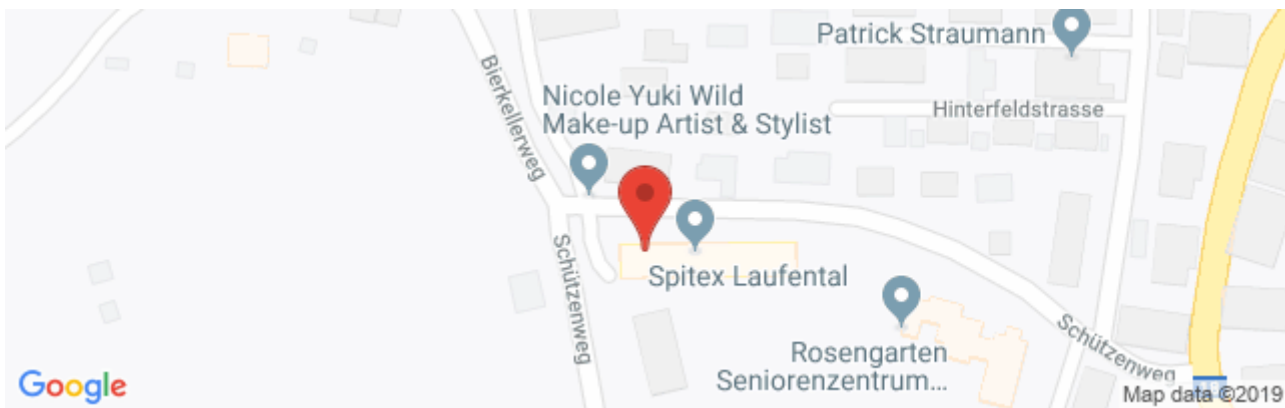 Patrick Straumann
Bierkellerweg
Nicole Yuki Wild
Make-up Artist & Stylist
Hinterfeldstrasse
Schützenweg
Spitex Laufental
Rosengarten
Seniorenzentrum...
Schützenweg
Google
Map data ©2019